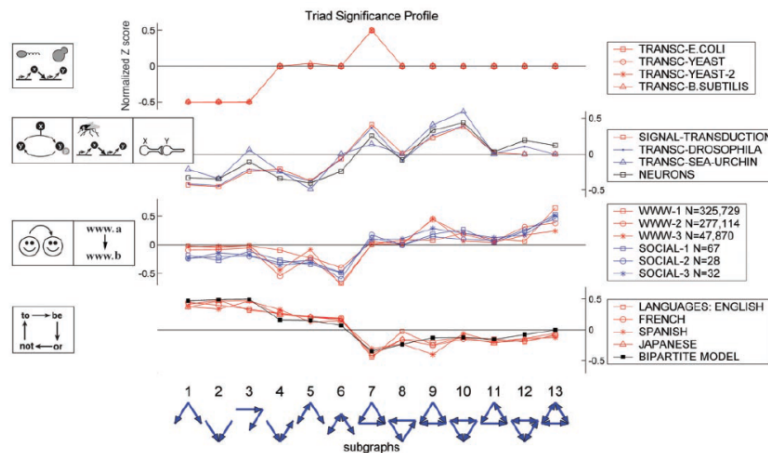 Triad Significance Profile
Normalized Z score
0.5
0
-0.5
TRANSC-E.COLI
TRANSC-YEAST
TRANSC-YEAST-2
TRANSC-B.SUBTILIS
X
Y
0.5
0
-0.5
SIGNAL-TRANSDUCTION
TRANSC-DROSOPHILA
TRANSC-SEA-URCHIN
NEURONS
www.a
www.b
0.5
0
-0.5
WWW-1 N=325,729
WWW-2 N=277,114
WWW-3 N=47,870
SOCIAL-1 N=67
SOCIAL-2 N=28
SOCIAL-3 N=32
to be
not or
0.5
0
-0.5
LANGUAGES: ENGLISH
FRENCH
SPANISH
JAPANESE
BIPARTITE MODEL
1 2 3 4 5 6 7 8 9 10 11 12 13
subgraphs